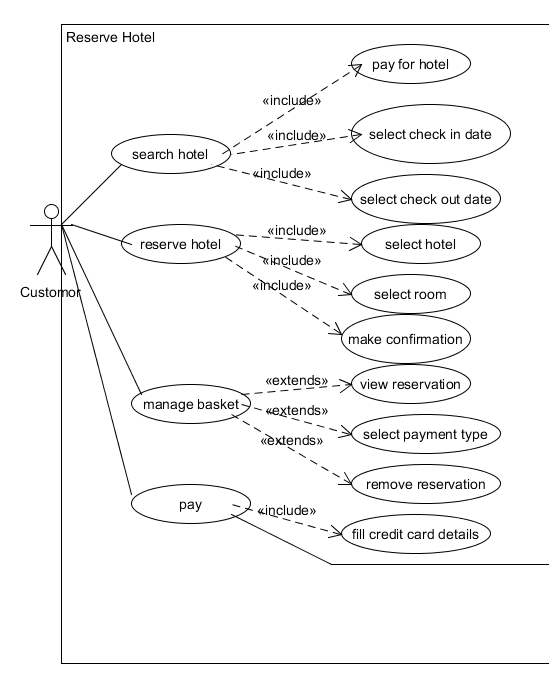 Reserve Hotel
pay for hotel
«include»
search hotel
«include»
select check in date
«include»
select check out date
reserve hotel
«include»
select hotel
«include»
select room
«include»
make confirmation
Customor
manage basket
«extends»
view reservation
«extends»
select payment type
«extends»
remove reservation
pay
«include»
fill credit card details